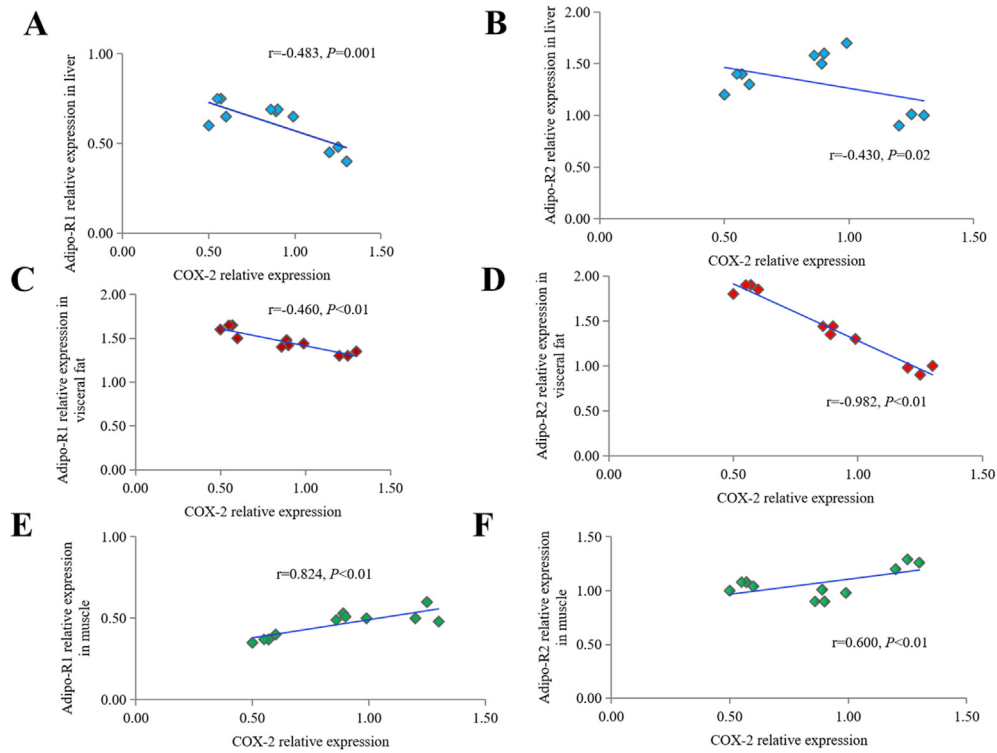 A
r=-0.483, P=0.001
Adipo-R1 relative expression in liver
1.00
0.50
0.00
0.00 0.50 1.00 1.50
COX-2 relative expression
B
Adipo-R2 relative expression in liver
2.00
1.50
1.00
0.50
0.00
r=-0.430, P=0.02
0.00 0.50 1.00 1.50
COX-2 relative expression
C
Adipo-R1 relative expression in
visceral fat
2.00
1.50
1.00
0.50
0.00
r=-0.460, P<0.01
0.00 0.50 1.00 1.50
COX-2 relative expression
D
Adipo-R2 relative expression in
visceral fat
2.00
1.50
1.00
0.50
0.00
r=-0.982, P<0.01
0.00 0.50 1.00 1.50
COX-2 relative expression
E
Adipo-R1 relative expression
in muscle
1.00
0.50
0.00
r=0.824, P<0.01
0.00 0.50 1.00 1.50
COX-2 relative expression
F
Adipo-R2 relative expression
in muscle
1.50
1.00
0.50
0.00
r=0.600, P<0.01
0.00 0.50 1.00 1.50
COX-2 relative expression